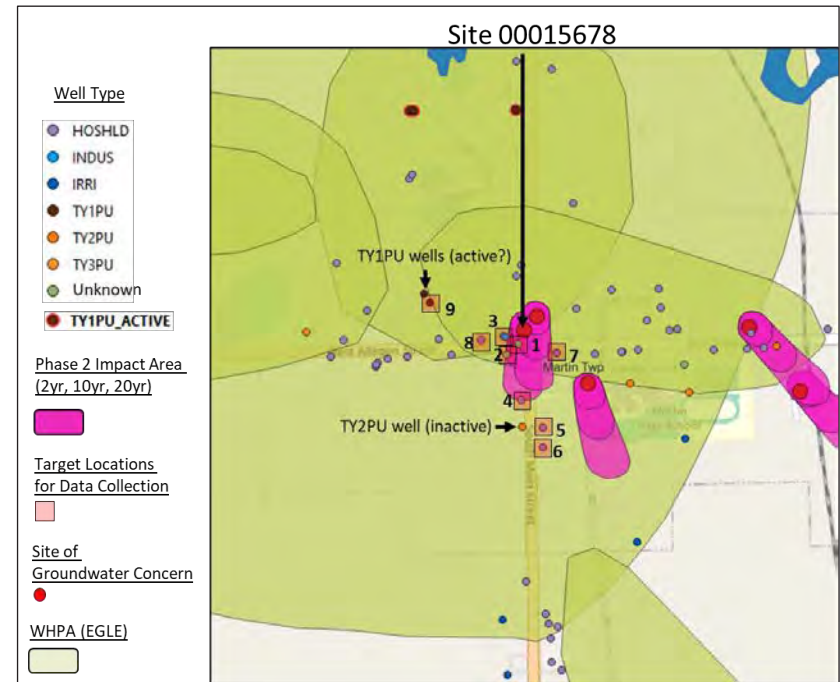 Site 00015678
Well Type
HOSHLD
INDUS
IRRI
TY1PU
TY2PU
TY3PU
Unknown
TY1PU_ACTIVE
Phase 2 Impact Area
(2yr, 10yr, 20yr)
Target Locations
for Data Collection
Site of
Groundwater Concern
WHPA (EGLE)
TY1PU wells (active?)
9
3
8
1
2
7
Martin Twp
4
TY2PU well (inactive)
5
6